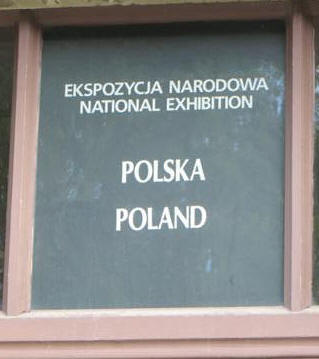 EKSPOZYCJA NARODOWA
NATIONAL EXHIBITION
POLSKA
POLAND